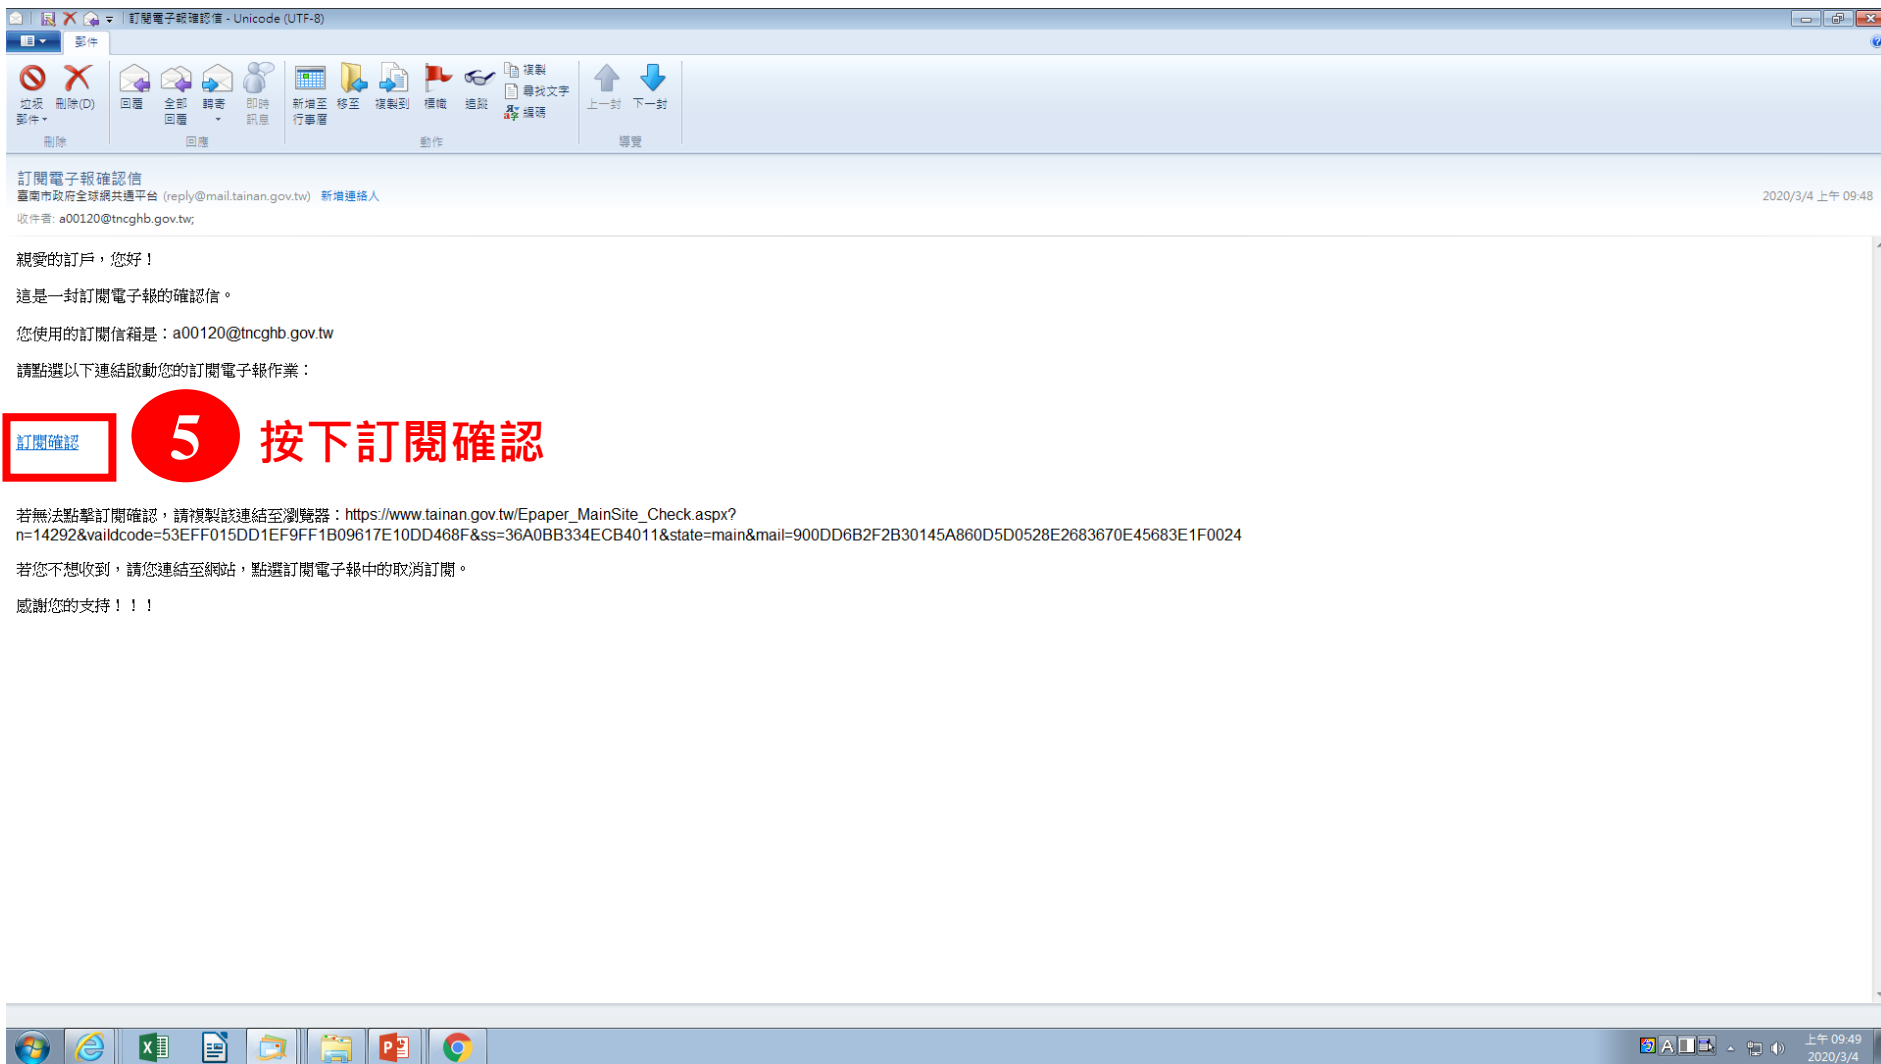 訂閱電子報確認信 - Unicode (UTF-8)
郵件
垃圾郵件
刪除(D)
回覆
全部回覆
轉寄
即時訊息
新增至行事曆
移至
複製到
標幟
追蹤
複製
尋找文字
編碼
上一封
下一封
刪除
回應
動作
導覽
訂閱電子報確認信
臺南市政府全球網共通平台 (reply@mail.tainan.gov.tw) 新增連絡人
2020/3/4 上午 09:48
收件者: a00120@tncghb.gov.tw;
親愛的訂戶，您好！
這是一封訂閱電子報的確認信。
您使用的訂閱信箱是：a00120@tncghb.gov.tw
請點選以下連結啟動您的訂閱電子報作業：
訂閱確認
5 按下訂閱確認
若無法點擊訂閱確認，請複製該連結至瀏覽器：https://www.tainan.gov.tw/Epaper_MainSite_Check.aspx?
n=14292&vaildcode=53EFF015DD1EF9FF1B09617E10DD468F&ss=36A0BB334ECB4011&state=main&mail=900DD6B2F2B30145A860D5D0528E2683670E45683E1F0024
若您不想收到，請您連結至網站，點選訂閱電子報中的取消訂閱。
感謝您的支持！！！
A
上午 09:49
2020/3/4